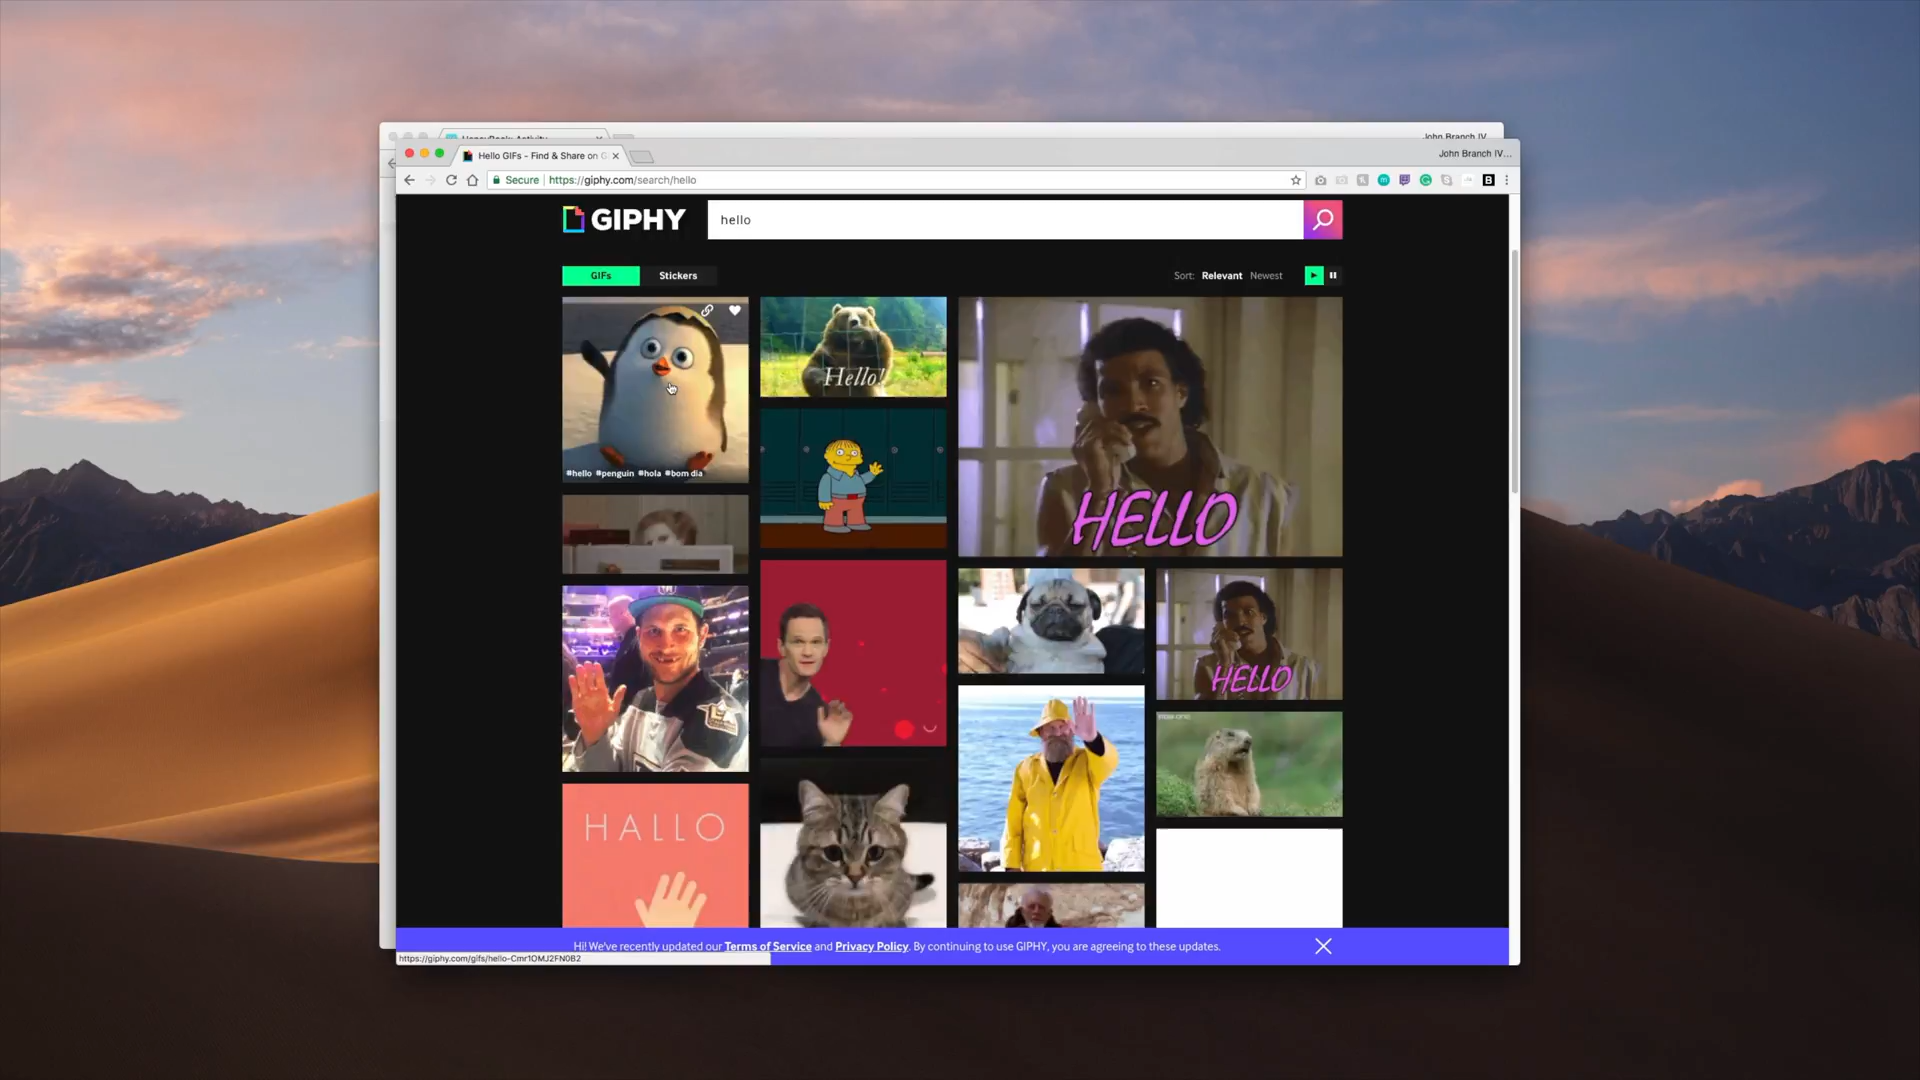 John Branch IV
Hello GIFs - Find & Share on G
John Branch IV...
Secure
https://giphy.com/search/hello
B
GIPHY
hello
GIFs
Stickers
Sort: Relevant Newest
#hello #penguin #hola #bom dia
Hello!
HELLO
HELLO
HALLO
Hi! We've recently updated our Terms of Service and Privacy Policy. By continuing to use GIPHY, you are agreeing to these updates.
https://giphy.com/gifs/hello-Cmr1OMJ2FN0B2